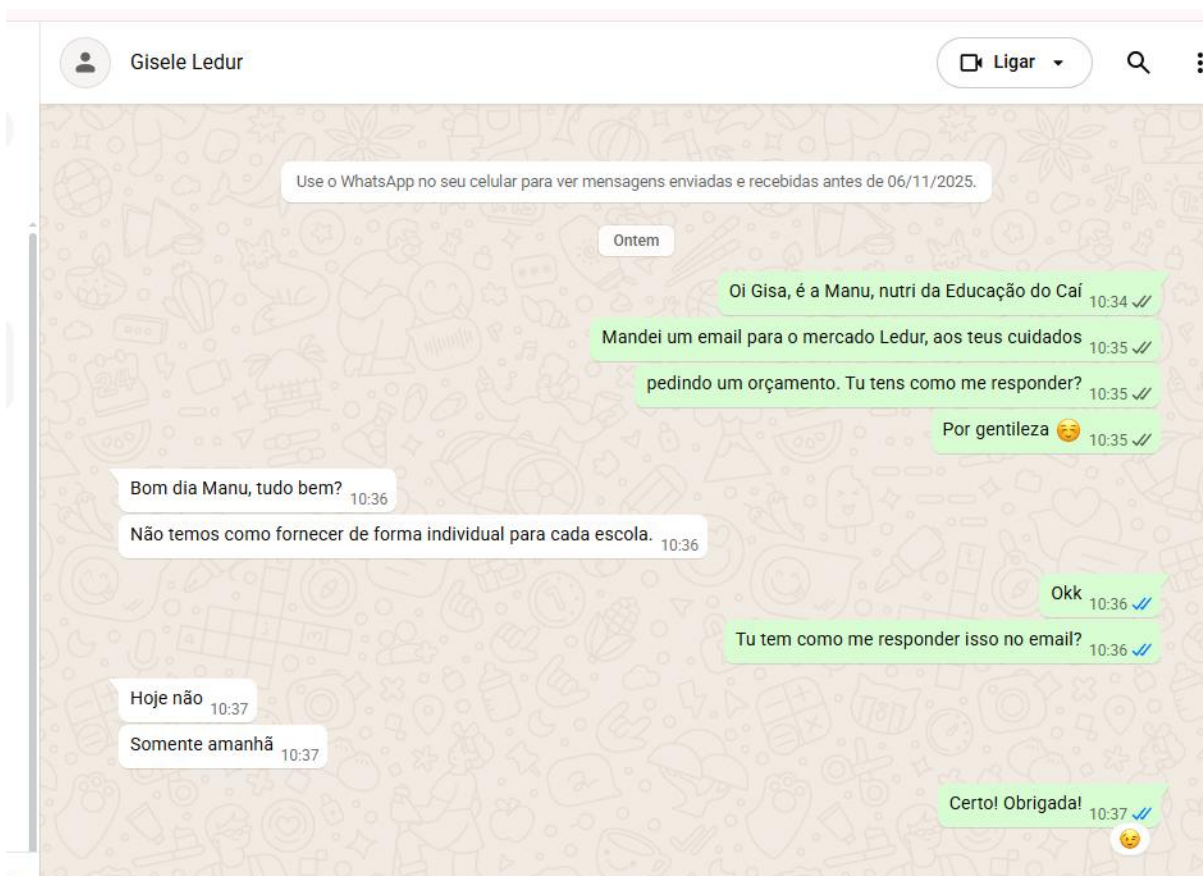 Gisele Ledur
Ligar
Use o WhatsApp no seu celular para ver mensagens enviadas e recebidas antes de 06/11/2025.
Ontem
Oi Gisa, é a Manu, nutri da Educação do Caí 10:34
Mandei um email para o mercado Ledur, aos teus cuidados 10:35
pedindo um orçamento. Tu tens como me responder? 10:35
Por gentileza ☺️ 10:35
Bom dia Manu, tudo bem? 10:36
Não temos como fornecer de forma individual para cada escola. 10:36
Okk 10:36
Tu tem como me responder isso no email? 10:36
Hoje não 10:37
Somente amanhã 10:37
Certo! Obrigada! 10:37
😉